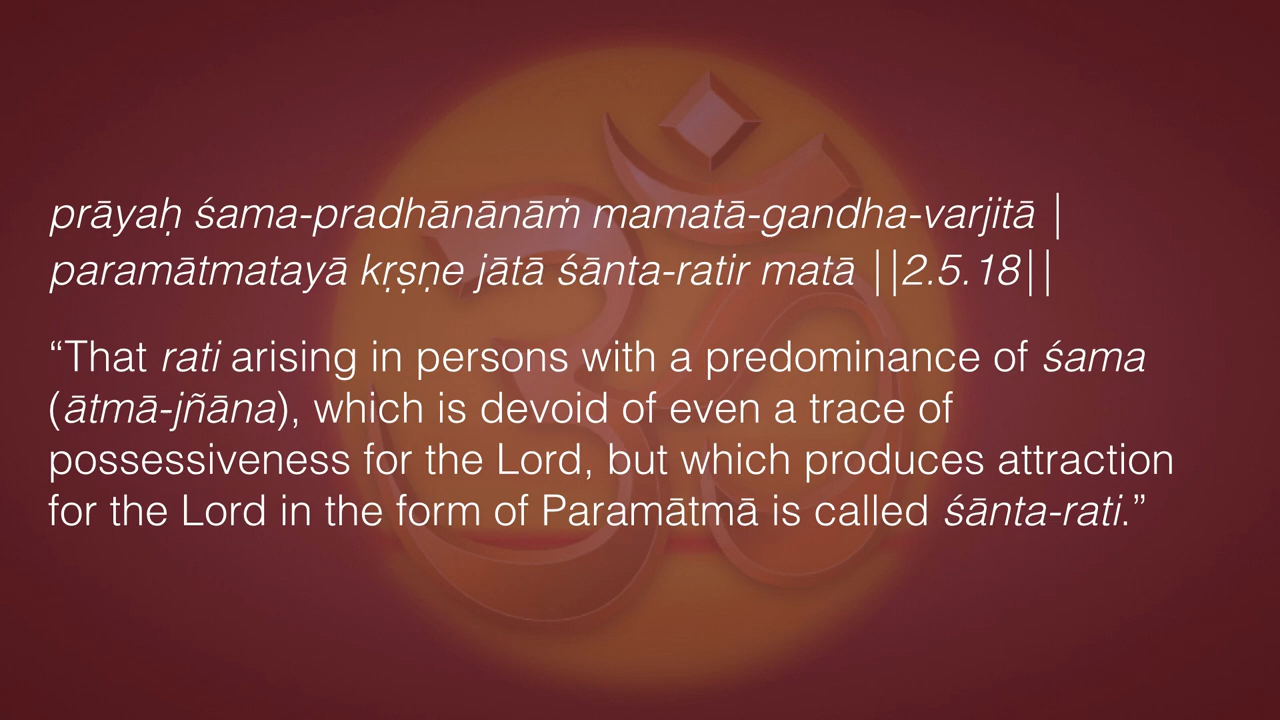 prāyaḥ śama-pradhānānāṁ mamatā-gandha-varjitā |
paramātmatayā kṛṣṇe jātā śānta-ratir matā ||2.5.18||
“That rati arising in persons with a predominance of śama
(ātmā-jñāna), which is devoid of even a trace of
possessiveness for the Lord, but which produces attraction
for the Lord in the form of Paramātmā is called śānta-rati.”